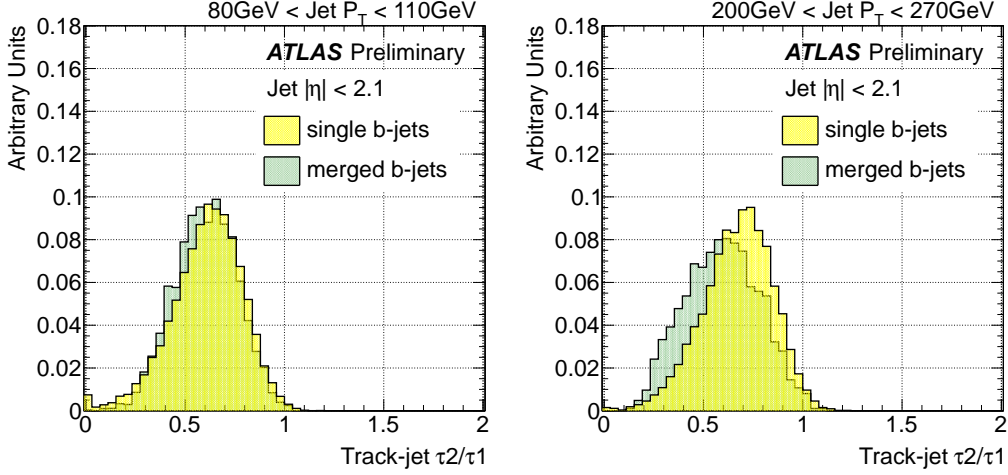 80GeV < Jet P_T < 110GeV
Arbitrary Units
0.18
0.16
0.14
0.12
0.1
0.08
0.06
0.04
0.02
0
ATLAS Preliminary
Jet |η| < 2.1
single b-jets
merged b-jets
0 0.5 1 1.5 2
Track-jet τ2/τ1
200GeV < Jet P_T < 270GeV
Arbitrary Units
0.18
0.16
0.14
0.12
0.1
0.08
0.06
0.04
0.02
0
ATLAS Preliminary
Jet |η| < 2.1
single b-jets
merged b-jets
0 0.5 1 1.5 2
Track-jet τ2/τ1